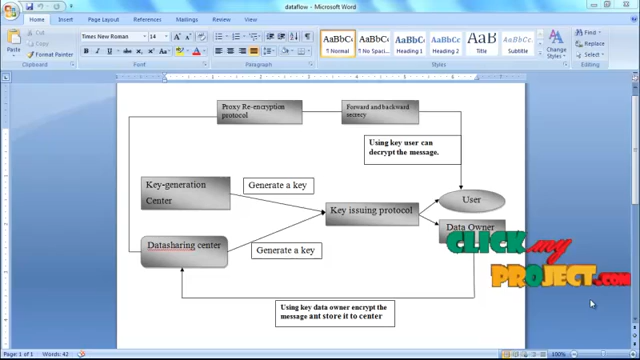 dataflow - Microsoft Word
Home
Insert
Page Layout
References
Mailings
Review
View
Paste
Cut
Copy
Format Painter
Clipboard
Times New Roman
14
Font
Paragraph
AaBbCc
AaBbCc
AaBbC
AaBbCc
AaB
AaBbCc
¶ Normal
¶ No Spaci...
Heading 1
Heading 2
Title
Subtitle
Styles
Change
Styles
Find
Replace
Select
Editing
Proxy Re-encryption
protocol
Forward and backward
secrecy
Using key user can
decrypt the message.
Key-generation
Center
Generate a key
Key issuing protocol
User
Data Owner
Datasharing center
Generate a key
CLICK my
PROJECT.COM
Using key data owner encrypt the
message ant store it to center
Page: 1 of 1
Words: 42
100%